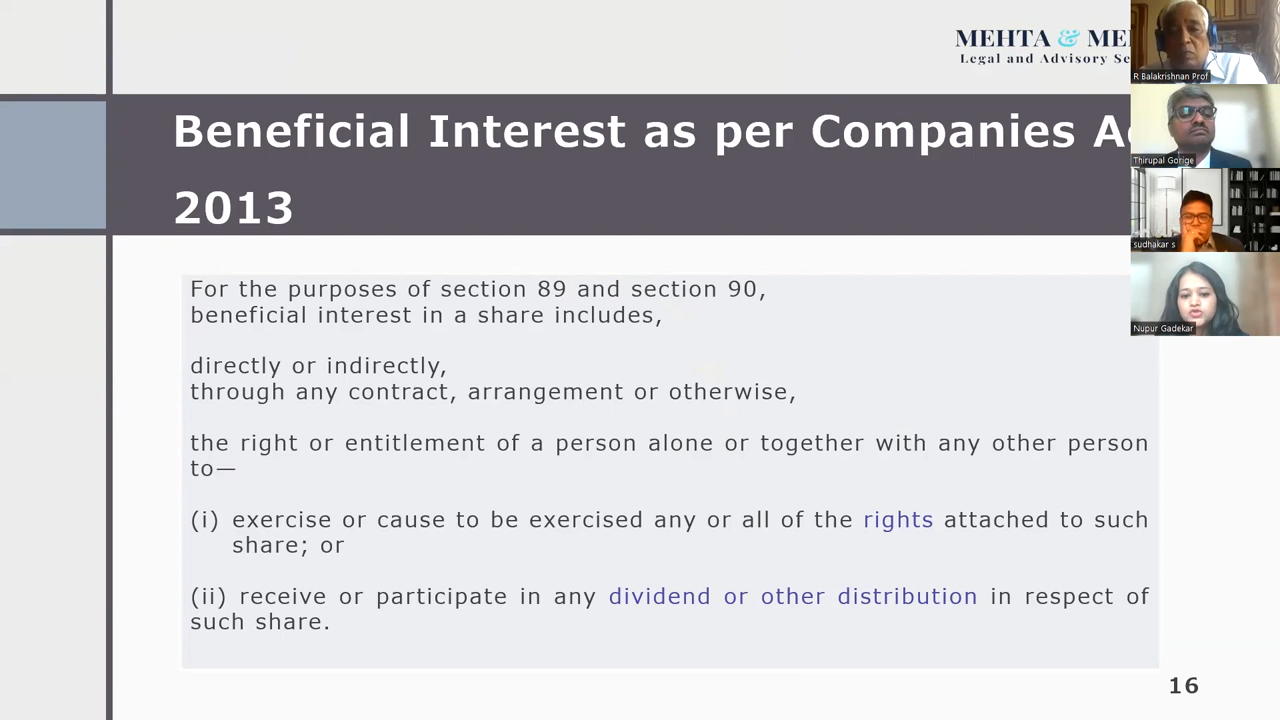 MEHTA &
Legal and Advisory
Beneficial Interest as per Companies
2013
For the purposes of section 89 and section 90,
beneficial interest in a share includes,
directly or indirectly,
through any contract, arrangement or otherwise,
the right or entitlement of a person alone or together with any other person
to—
(i) exercise or cause to be exercised any or all of the rights attached to such
share; or
(ii) receive or participate in any dividend or other distribution in respect of
such share.
16
R Balakrishnan Prof
Thirupal Gorige
sudhakar s
Nupur Gadekar